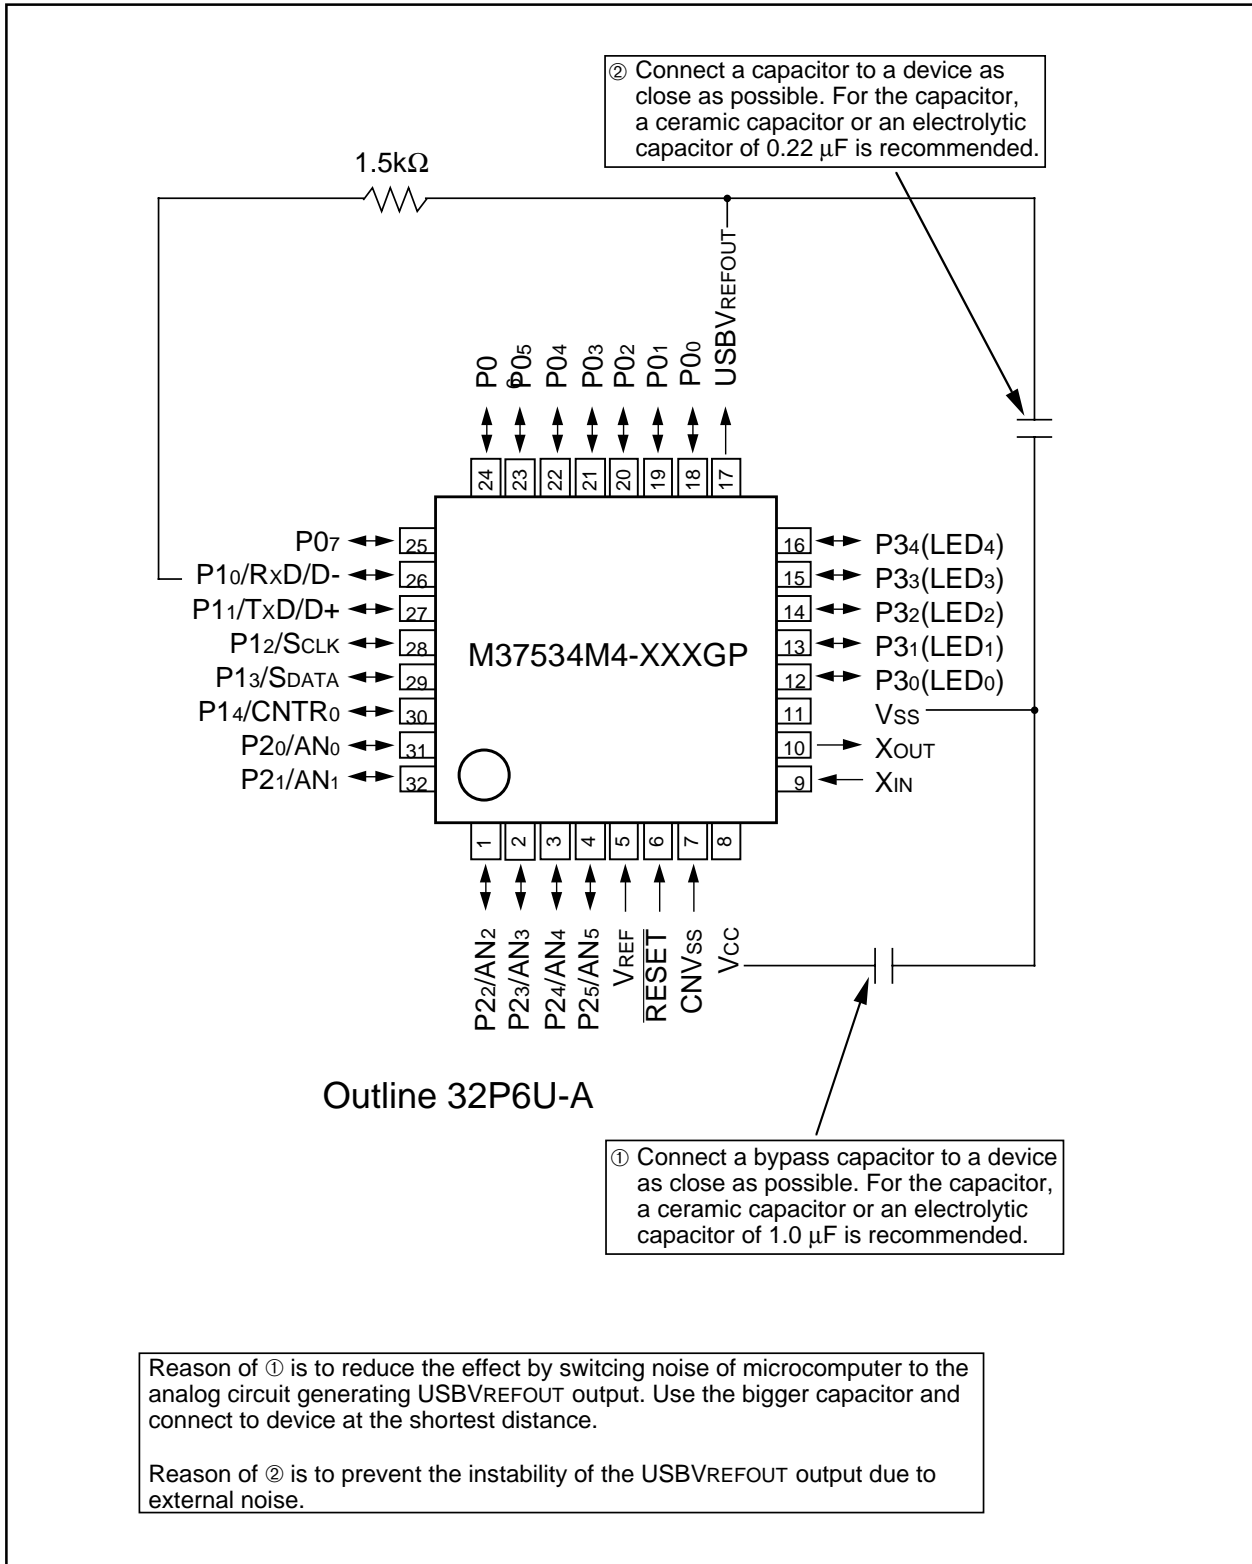 ② Connect a capacitor to a device as
close as possible. For the capacitor,
a ceramic capacitor or an electrolytic
capacitor of 0.22 µF is recommended.
1.5kΩ
USBVREFOUT
P06
P05
P04
P03
P02
P01
P00
24
23
22
21
20
19
18
17
P07
25
P10/RXD/D-
26
P11/TXD/D+
27
P12/SCLK
28
P13/SDATA
29
P14/CNTR0
30
P20/AN0
31
P21/AN1
32
M37534M4-XXXGP
16
P34(LED4)
15
P33(LED3)
14
P32(LED2)
13
P31(LED1)
12
P30(LED0)
11
VSS
10
XOUT
9
XIN
1
2
3
4
5
6
7
8
P22/AN2
P23/AN3
P24/AN4
P25/AN5
VREF
RESET
CNVSS
VCC
Outline 32P6U-A
① Connect a bypass capacitor to a device
as close as possible. For the capacitor,
a ceramic capacitor or an electrolytic
capacitor of 1.0 µF is recommended.
Reason of ① is to reduce the effect by switcing noise of microcomputer to the
analog circuit generating USBVREFOUT output. Use the bigger capacitor and
connect to device at the shortest distance.
Reason of ② is to prevent the instability of the USBVREFOUT output due to
external noise.